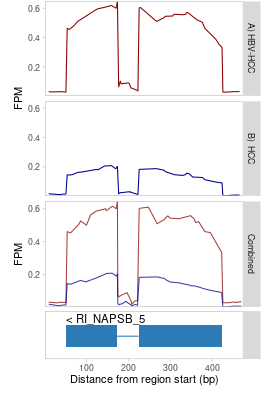 0.6
0.4
0.2
FPM
A) HBV-HCC
0.6
0.4
0.2
B) HCC
0.6
0.4
0.2
FPM
Combined
< RI_NAPSB_5
100
200
300
400
Distance from region start (bp)